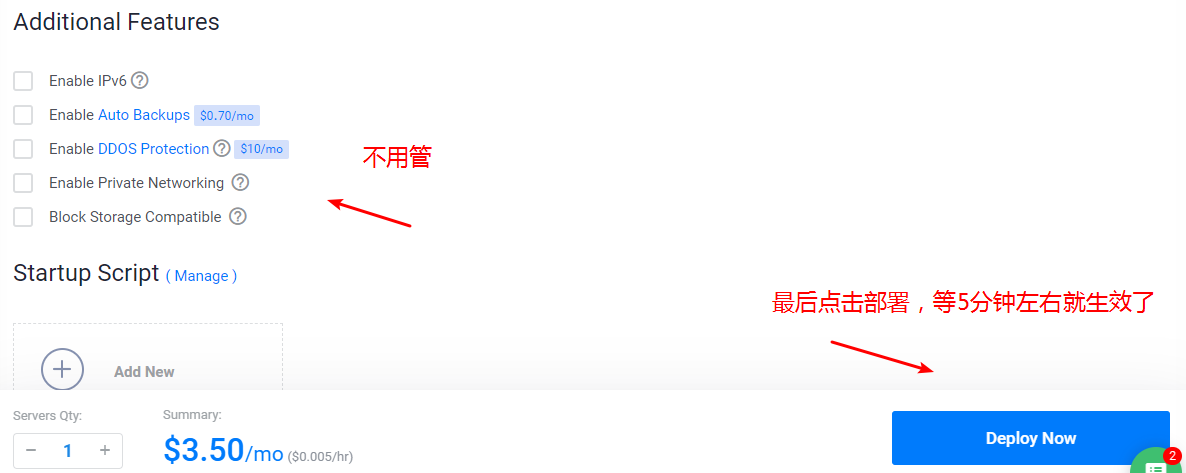 Additional Features
Enable IPv6 ?
Enable Auto Backups $0.70/mo
Enable DDOS Protection ? $10/mo
不用管
Enable Private Networking ?
Block Storage Compatible ?
Startup Script ( Manage )
最后点击部署，等5分钟左右就生效了
+ Add New
Servers Qty:
− 1 +
Summary:
$3.50/mo ($0.005/hr)
Deploy Now
2